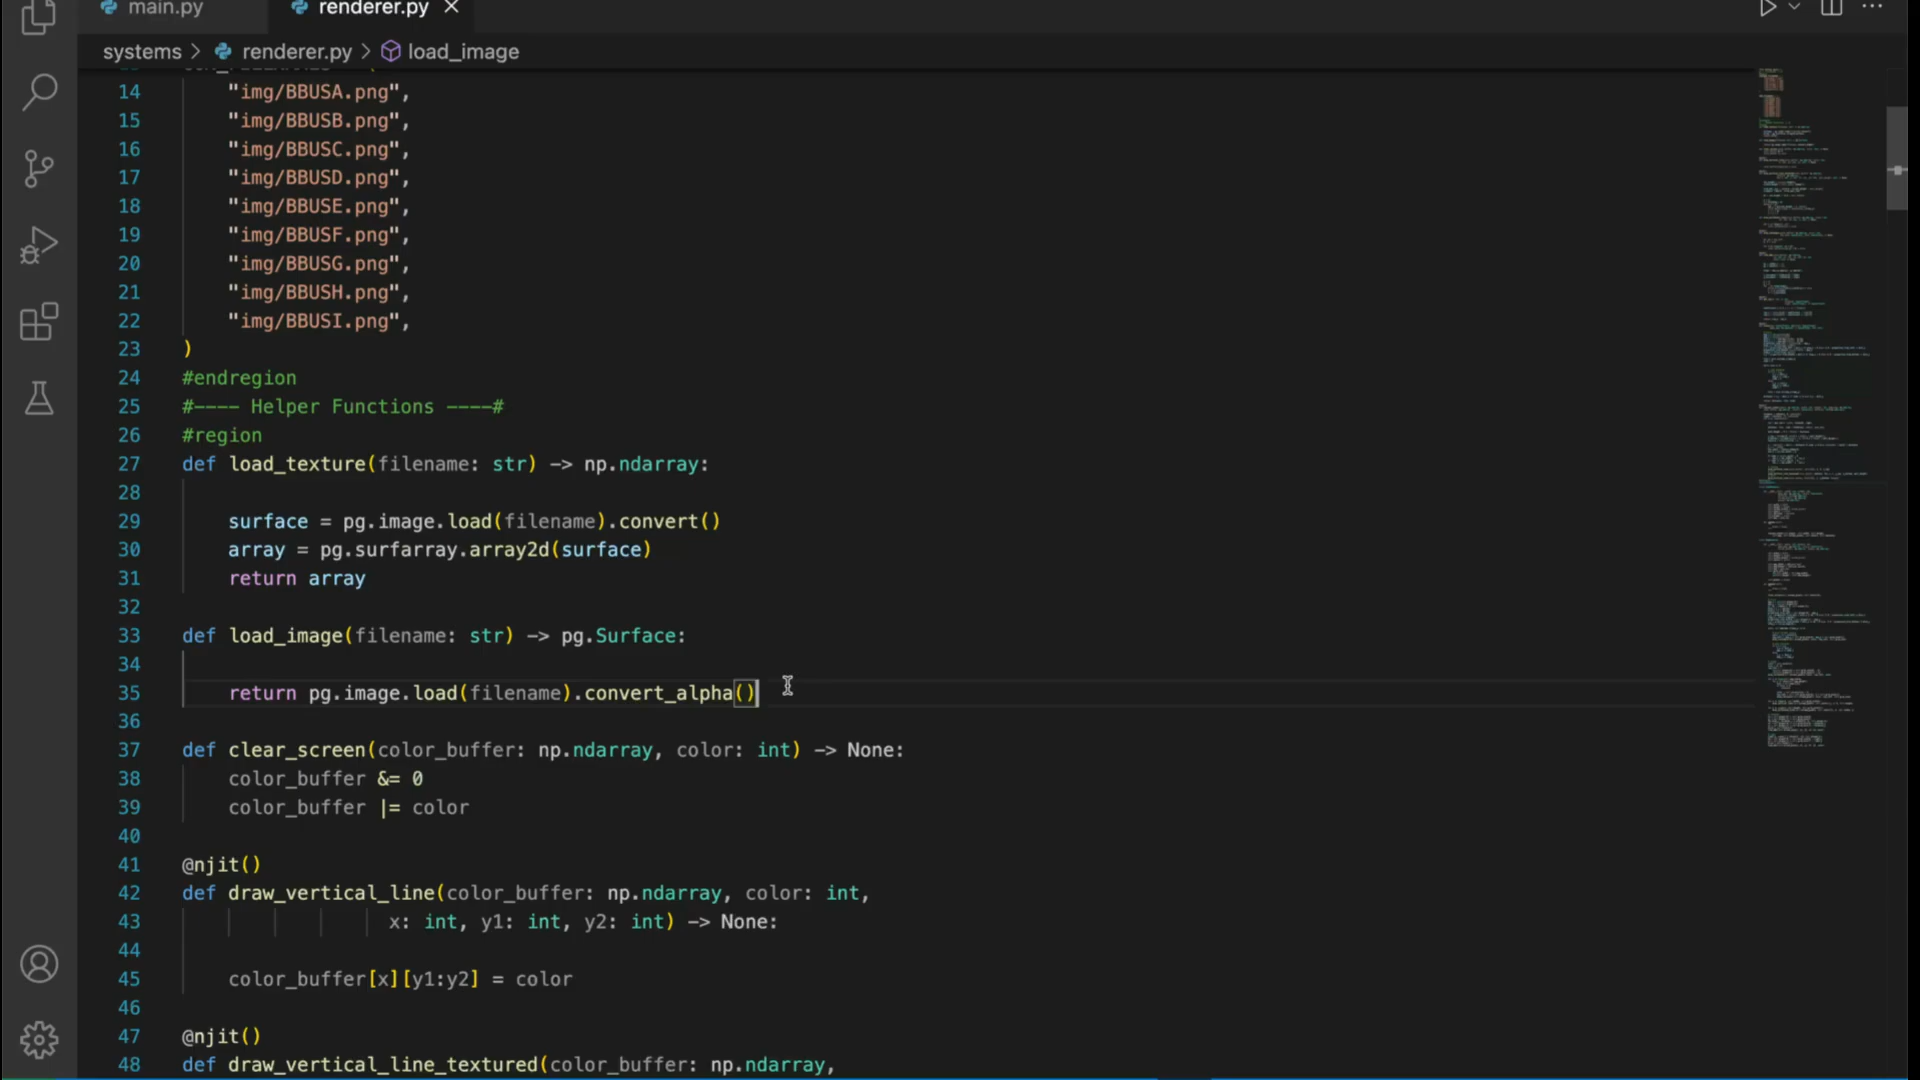 main.py renderer.py
systems > renderer.py > load_image
14 "img/BBUSA.png",
15 "img/BBUSB.png",
16 "img/BBUSC.png",
17 "img/BBUSD.png",
18 "img/BBUSE.png",
19 "img/BBUSF.png",
20 "img/BBUSG.png",
21 "img/BBUSH.png",
22 "img/BBUSI.png",
23 )
24 #endregion
25 #---- Helper Functions ----#
26 #region
27 def load_texture(filename: str) -> np.ndarray:
28
29 surface = pg.image.load(filename).convert()
30 array = pg.surfarray.array2d(surface)
31 return array
32
33 def load_image(filename: str) -> pg.Surface:
34
35 return pg.image.load(filename).convert_alpha()
36
37 def clear_screen(color_buffer: np.ndarray, color: int) -> None:
38 color_buffer &= 0
39 color_buffer |= color
40
41 @njit()
42 def draw_vertical_line(color_buffer: np.ndarray, color: int,
43 x: int, y1: int, y2: int) -> None:
44
45 color_buffer[x][y1:y2] = color
46
47 @njit()
48 def draw_vertical_line_textured(color_buffer: np.ndarray,